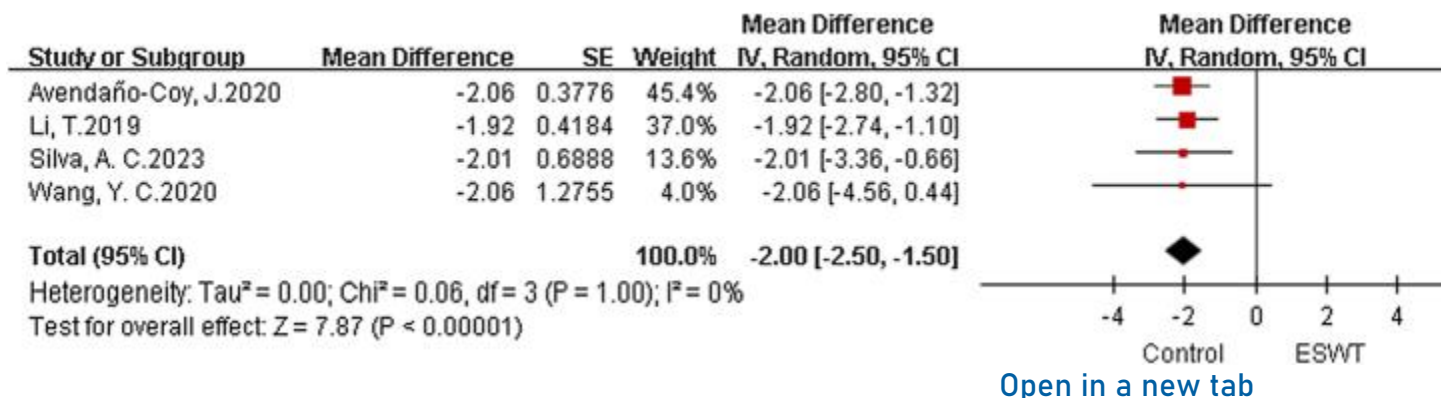 Mean Difference Mean Difference
Study or Subgroup Mean Difference SE Weight IV, Random, 95% CI IV, Random, 95% CI
Avendaño-Coy, J.2020 -2.06 0.3776 45.4% -2.06 [-2.80, -1.32]
Li, T.2019 -1.92 0.4184 37.0% -1.92 [-2.74, -1.10]
Silva, A. C.2023 -2.01 0.6888 13.6% -2.01 [-3.36, -0.66]
Wang, Y. C.2020 -2.06 1.2755 4.0% -2.06 [-4.56, 0.44]
Total (95% CI) 100.0% -2.00 [-2.50, -1.50]
Heterogeneity: Tau² = 0.00; Chi² = 0.06, df = 3 (P = 1.00); I² = 0%
Test for overall effect: Z = 7.87 (P < 0.00001)
-4 -2 0 2 4
Control ESWT
Open in a new tab